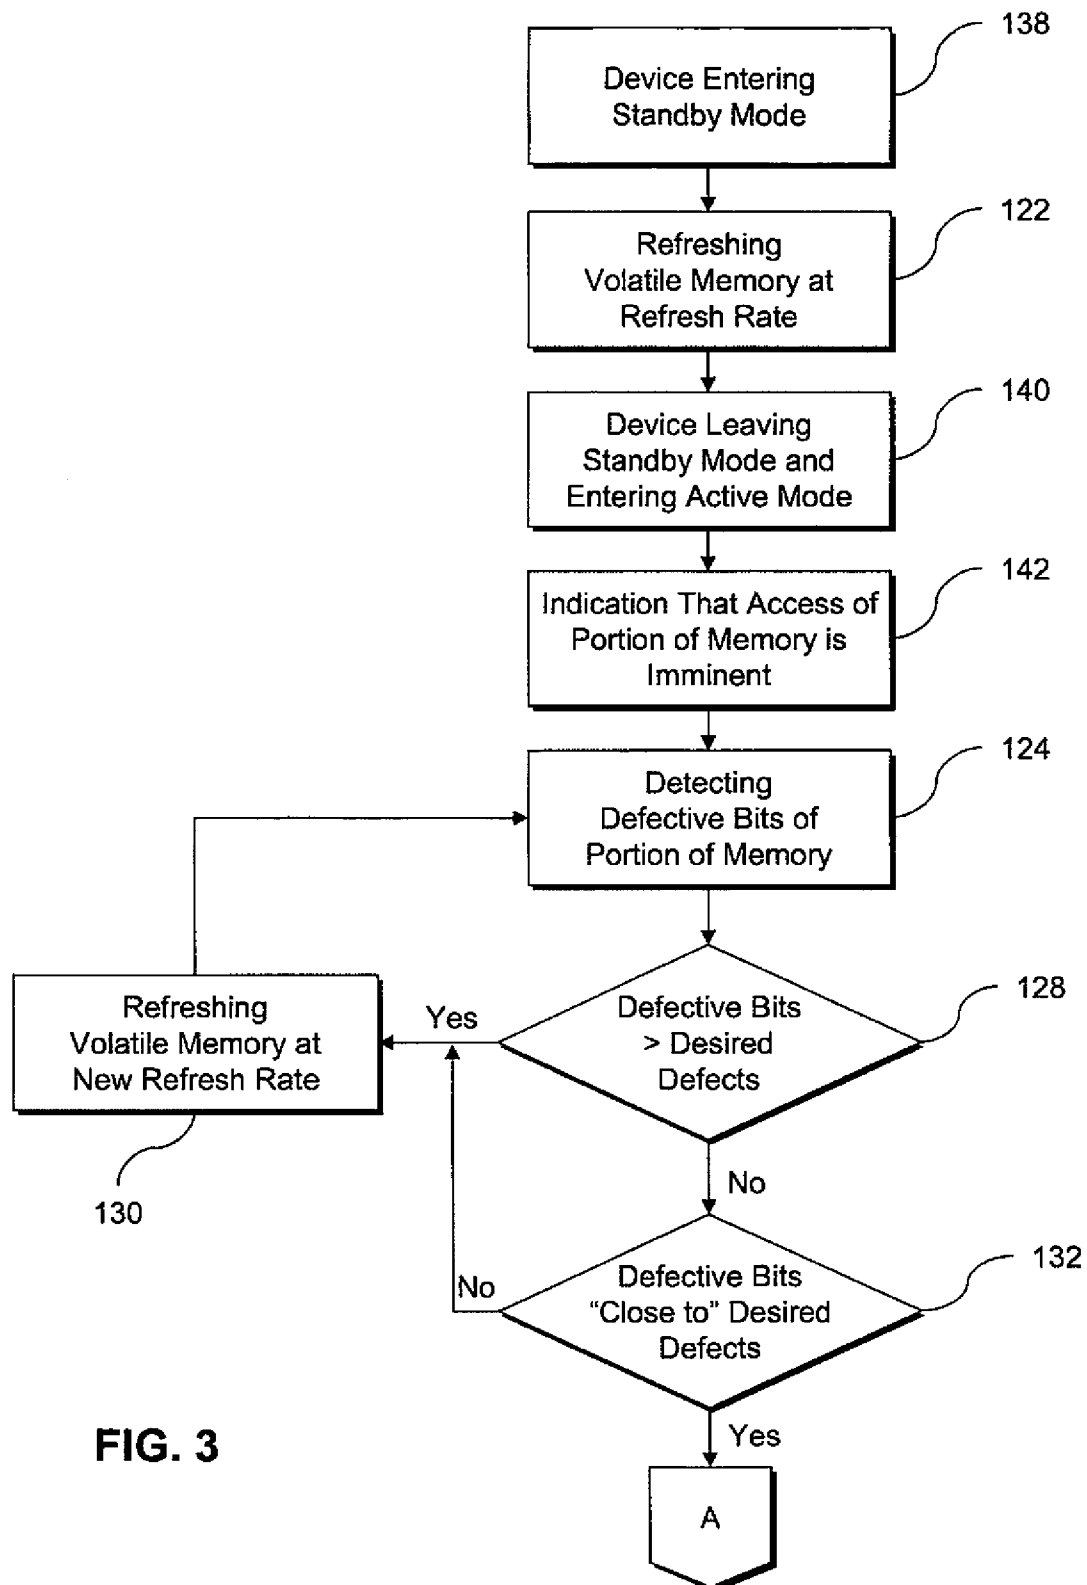 138
Device Entering
Standby Mode
122
Refreshing
Volatile Memory at
Refresh Rate
140
Device Leaving
Standby Mode and
Entering Active Mode
142
Indication That Access of
Portion of Memory is
Imminent
124
Detecting
Defective Bits of
Portion of Memory
128
Defective Bits
> Desired
Defects
Yes
Refreshing
Volatile Memory at
New Refresh Rate
130
No
132
Defective Bits
“Close to” Desired
Defects
No
Yes
A
FIG. 3